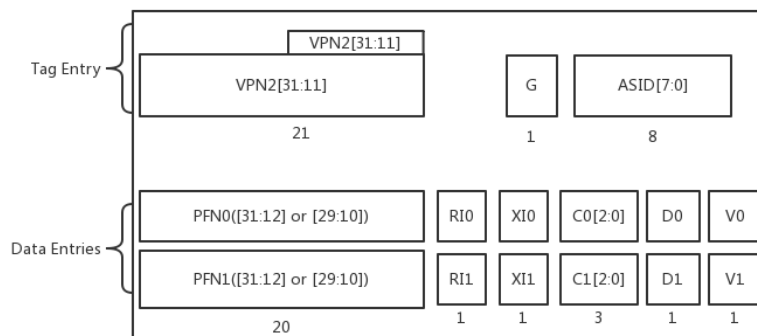 VPN2[31:11]
Tag Entry
VPN2[31:11]
G
ASID[7:0]
21
1
8
PFN0([31:12] or [29:10])
RI0
XI0
C0[2:0]
D0
V0
Data Entries
PFN1([31:12] or [29:10])
RI1
XI1
C1[2:0]
D1
V1
20
1
1
3
1
1